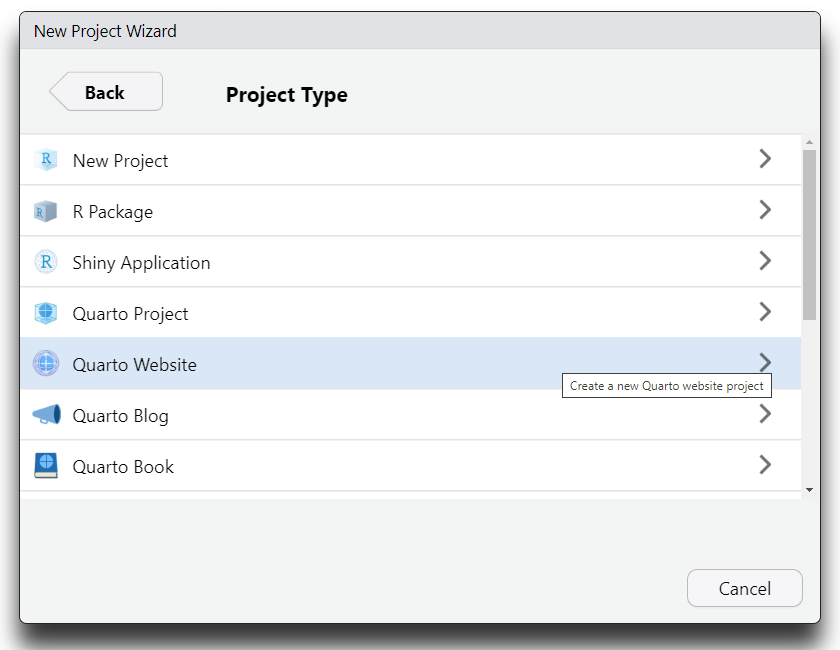 New Project Wizard
Back
Project Type
R New Project
R R Package
R Shiny Application
Quarto Project
Quarto Website
Create a new Quarto website project
Quarto Blog
Quarto Book
Cancel